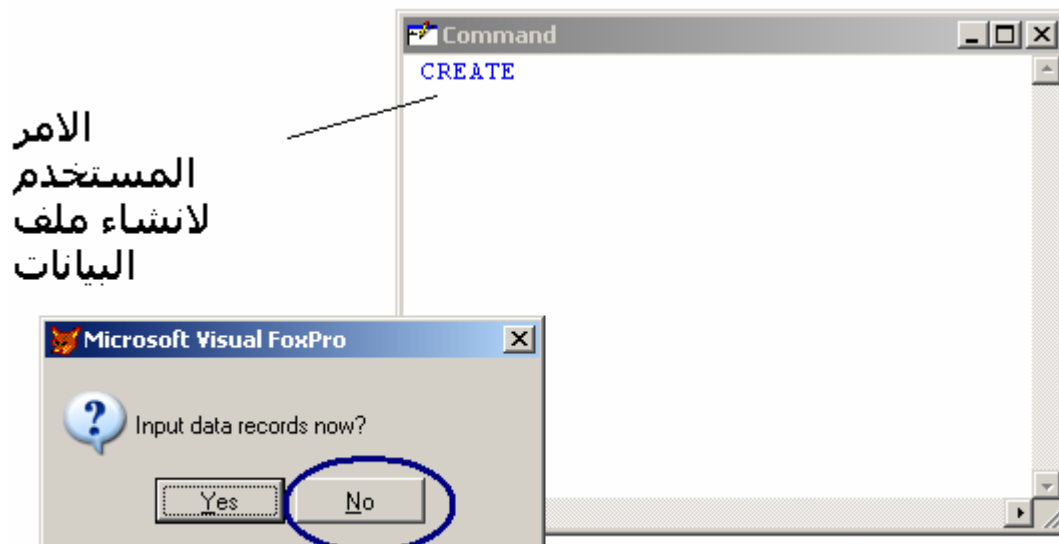 Command
CREATE
الامر
المستخدم
لانشاء ملف
البيانات
Microsoft Visual FoxPro
Input data records now?
Yes No